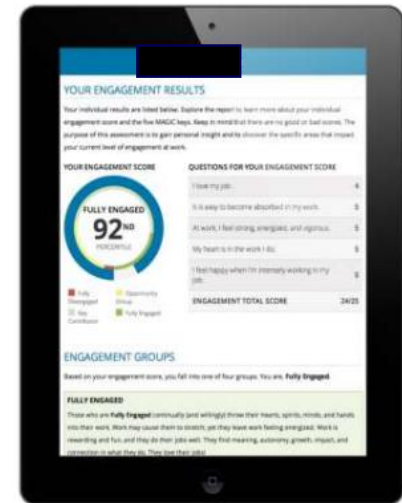 YOUR ENGAGEMENT RESULTS
Your individual results are listed below. Explore the report to learn more about your individual
engagement score and the five MAGIC keys. Keep in mind that there are no good or bad scores. The
purpose of this assessment is to gain personal insight and to discover the specific areas that impact
your current level of engagement at work.
YOUR ENGAGEMENT SCORE
FULLY ENGAGED
92ND
PERCENTILE
Fully Disengaged
Opportunity Group
Key Contributor
Fully Engaged
QUESTIONS FOR YOUR ENGAGEMENT SCORE
I love my job. 4
It is easy to become absorbed in my work. 5
At work, I feel strong, energized, and vigorous. 5
My heart is in the work I do. 5
I feel happy when I'm intensely working in my
job. 5
ENGAGEMENT TOTAL SCORE 24/25
ENGAGEMENT GROUPS
Based on your engagement score, you fall into one of four groups. You are, Fully Engaged.
FULLY ENGAGED
Those who are Fully Engaged continually (and willingly) throw their hearts, spirits, minds, and hands
into their work. Work may cause them to stretch, yet they leave work feeling energized. Work is
rewarding and fun, and they do their jobs well. They find meaning, autonomy, growth, impact, and
connection in what they do. They love their jobs!